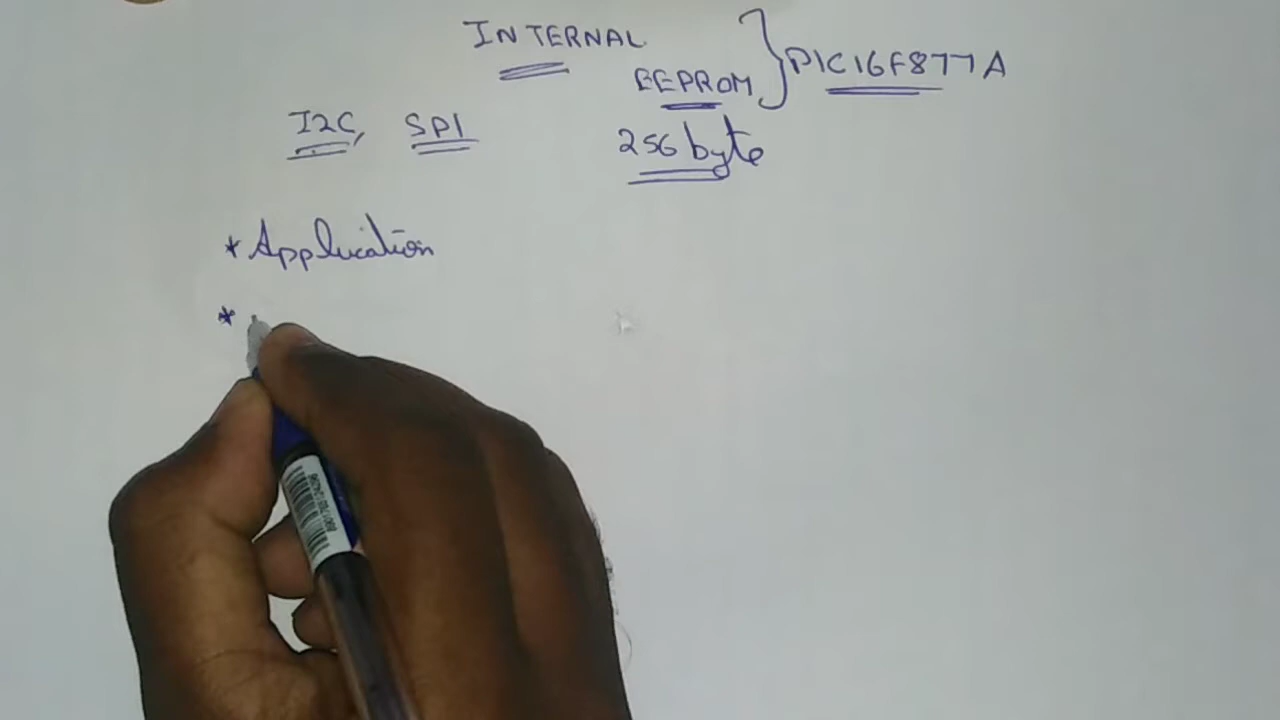 INTERNAL
EEPROM } PIC16F877A
I2C, SPI
256 byte
* Application
*